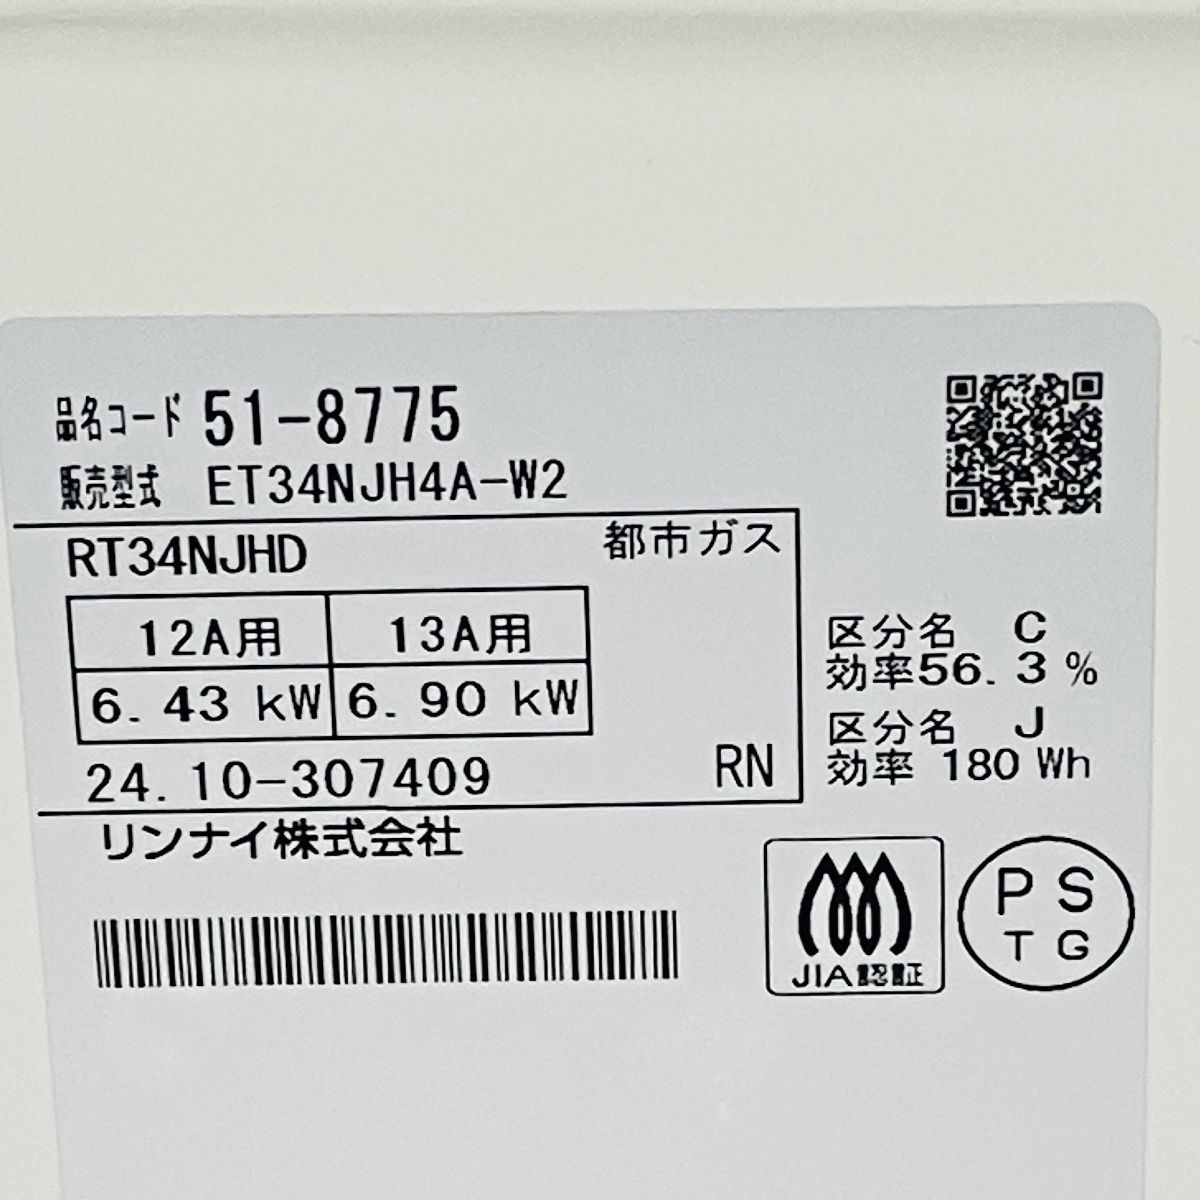 品名コード 51-8775
販売型式 ET34NJH4A-W2
RT34NJHD 都市ガス
12A用 13A用
6.43 kW 6.90 kW
24.10-307409 RN
リンナイ株式会社
区分名 C
効率56.3%
区分名 J
効率 180 Wh
JIA認証
PS
TG